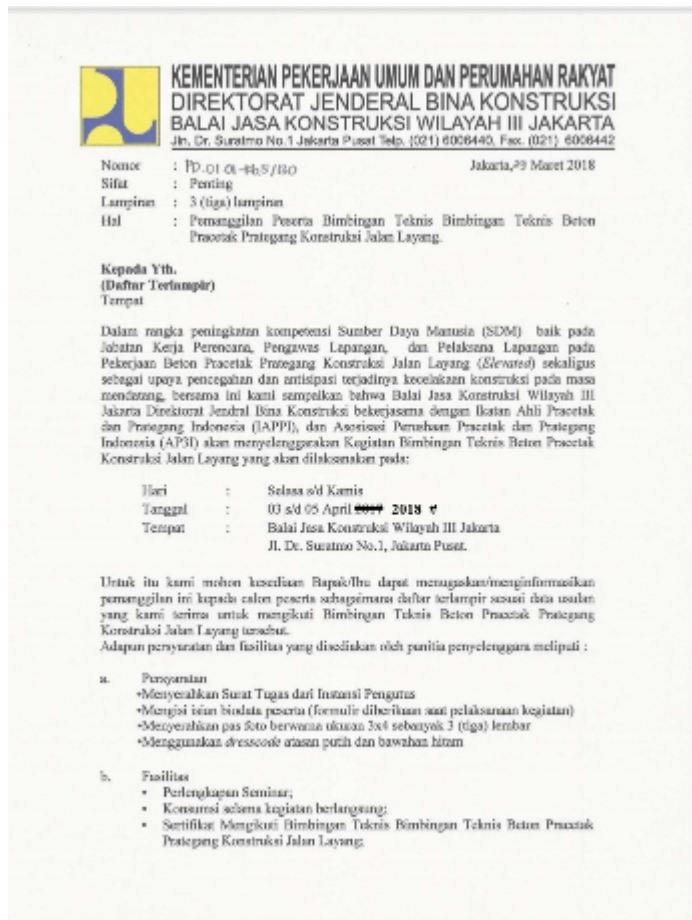 KEMENTERIAN PEKERJAAN UMUM DAN PERUMAHAN RAKYAT
DIREKTORAT JENDERAL BINA KONSTRUKSI
BALAI JASA KONSTRUKSI WILAYAH III JAKARTA
Jln. Dr. Suratmo No.1 Jakarta Pusat Telp. (021) 6006440, Fax. (021) 6006442
Nomor : Jakarta,29 Maret 2018
Sifat : Penting
Lampiran : 3 (tiga) lampiran
Hal : Pemanggilan Peserta Bimbingan Teknis Bimbingan Teknis Beton
Pracetak Prategang Konstruksi Jalan Layang.
Kepada Yth.
(Daftar Terlampir)
Tempat
Dalam rangka peningkatan kompetensi Sumber Daya Manusia (SDM) baik pada
Jabatan Kerja Perencana, Pengawas Lapangan, dan Pelaksana Lapangan pada
Pekerjaan Beton Pracetak Prategang Konstruksi Jalan Layang (Elevated) sekaligus
sebagai upaya pencegahan dan antisipasi terjadinya kecelakaan konstruksi pada masa
mendatang, bersama ini kami sampaikan bahwa Balai Jasa Konstruksi Wilayah III
Jakarta Direktorat Jendral Bina Konstruksi bekerjasama dengan Ikatan Ahli Pracetak
dan Prategang Indonesia (IAPPI), dan Asosisasi Perushaan Pracetak dan Prategang
Indonesia (AP3I) akan menyelenggarakan Kegiatan Bimbingan Teknis Beton Pracetak
Konstruksi Jalan Layang yang akan dilaksanakan pada:
Hari : Selasa s/d Kamis
Tanggal : 03 s/d 05 April 2017 2018
Tempat : Balai Jasa Konstruksi Wilayah III Jakarta
Jl. Dr. Suratmo No.1, Jakarta Pusat.
Untuk itu kami mohon kesediaan Bapak/Ibu dapat menugaskan/menginformasikan
pemanggilan ini kepada calon peserta sebagaimana daftar terlampir sesuai data usulan
yang kami terima untuk mengikuti Bimbingan Teknis Beton Pracetak Prategang
Konstruksi Jalan Layang tersebut.
Adapun persyaratan dan fasilitas yang disediakan oleh panitia penyelenggara meliputi :
a. Persyaratan
•Menyerahkan Surat Tugas dari Instansi Pengutus
•Mengisi isian biodata peserta (formulir diberikan saat pelaksanaan kegiatan)
•Menyerahkan pas foto berwarna ukuran 3x4 sebanyak 3 (tiga) lembar
•Menggunakan dresscode atasan putih dan bawahan hitam
b. Fasilitas
• Perlengkapan Seminar;
• Konsumsi selama kegiatan berlangsung;
• Sertifikat Mengikuti Bimbingan Teknis Bimbingan Teknis Beton Pracetak
Prategang Konstruksi Jalan Layang;